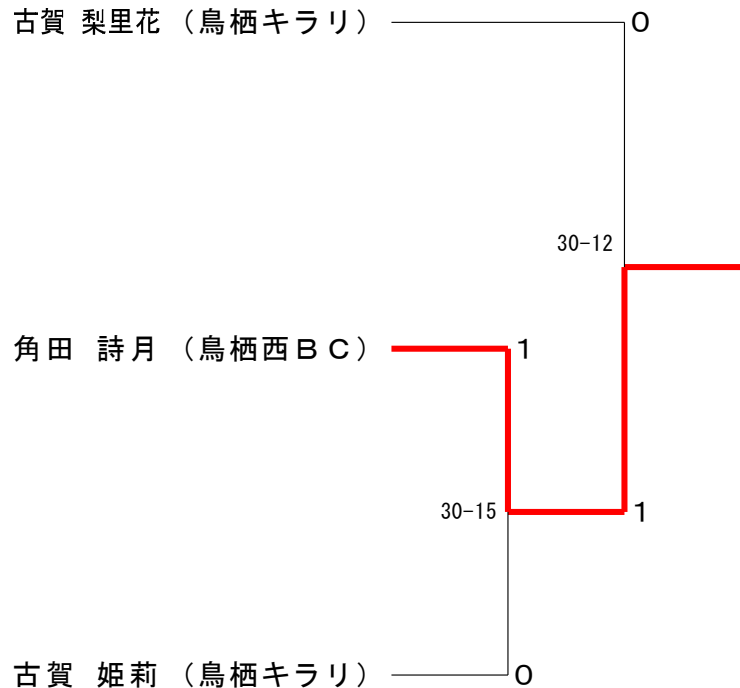 古賀 梨里花 (鳥栖キラリ) 0
30-12
角田 詩月 (鳥栖西ＢＣ) 1
30-15 1
古賀 姫莉 (鳥栖キラリ) 0